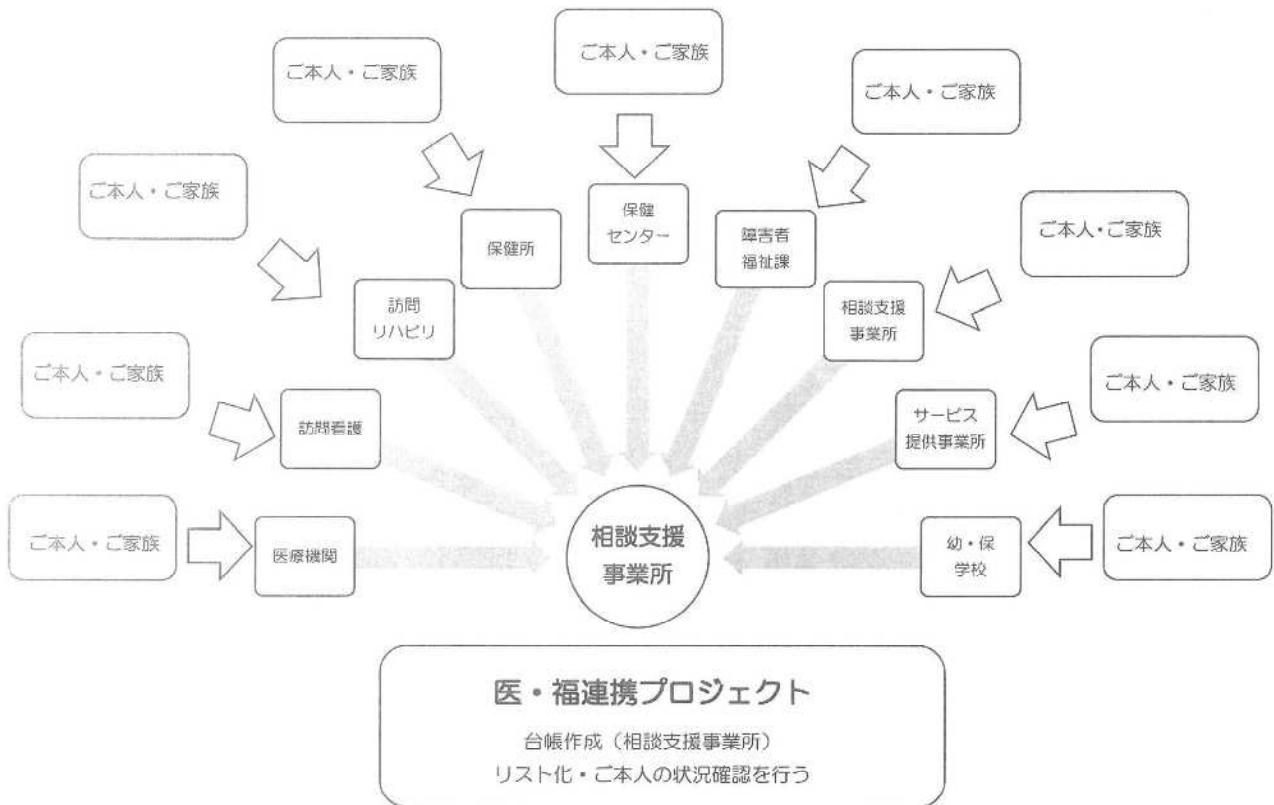 ご本人・ご家族
ご本人・ご家族
ご本人・ご家族
ご本人・ご家族
ご本人・ご家族
ご本人・ご家族
ご本人・ご家族
ご本人・ご家族
ご本人・ご家族
保健
センター
保健所
障害者
福祉課
訪問
リハビリ
相談支援
事業所
訪問看護
サービス
提供事業所
医療機関
幼・保
学校
相談支援
事業所
医・福連携プロジェクト
台帳作成（相談支援事業所）
リスト化・ご本人の状況確認を行う